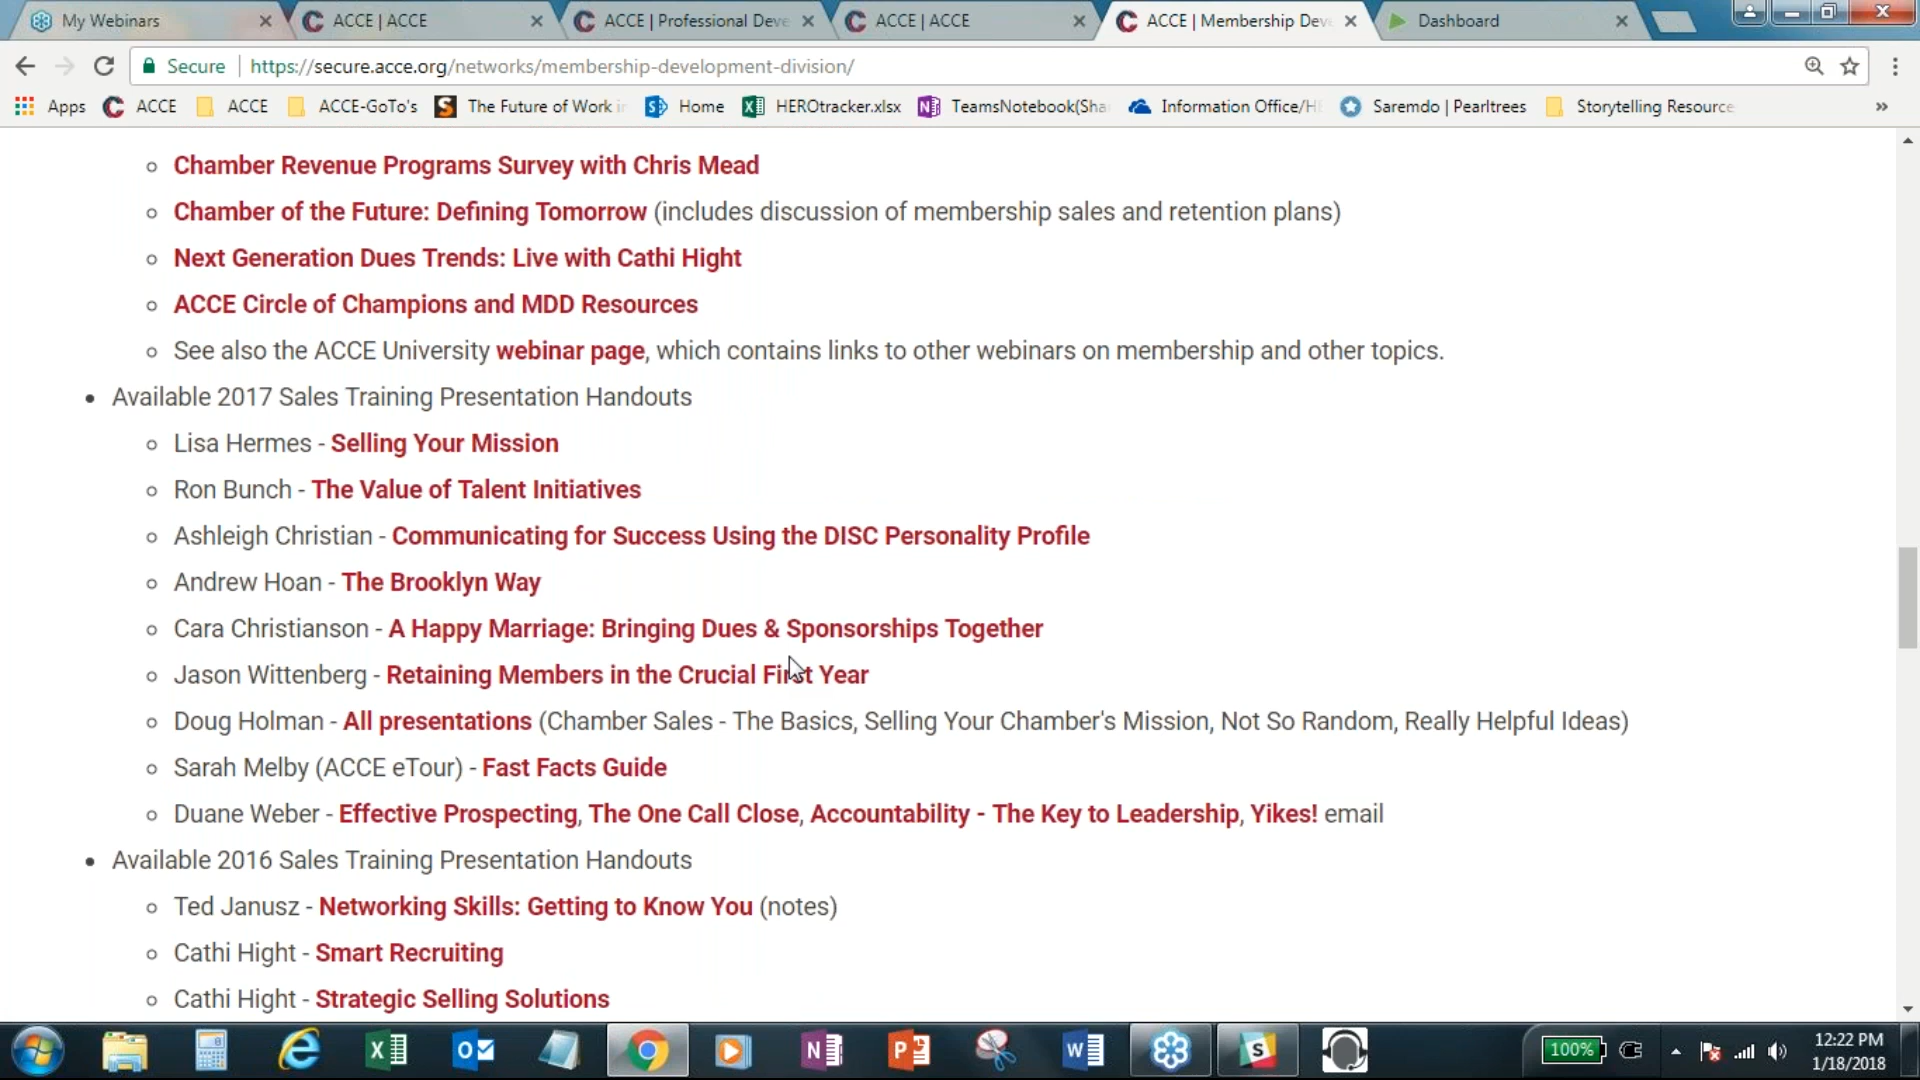 My Webinars
ACCE | ACCE
ACCE | Professional Deve
ACCE | ACCE
ACCE | Membership Dev
Dashboard
Secure https://secure.acce.org/networks/membership-development-division/
Apps ACCE ACCE ACCE-GoTo's The Future of Work in Home HEROtracker.xlsx TeamsNotebook(Sha Information Office/H Saremdo | Pearltrees Storytelling Resource »
Chamber Revenue Programs Survey with Chris Mead
Chamber of the Future: Defining Tomorrow (includes discussion of membership sales and retention plans)
Next Generation Dues Trends: Live with Cathi Hight
ACCE Circle of Champions and MDD Resources
See also the ACCE University webinar page, which contains links to other webinars on membership and other topics.
Available 2017 Sales Training Presentation Handouts
Lisa Hermes - Selling Your Mission
Ron Bunch - The Value of Talent Initiatives
Ashleigh Christian - Communicating for Success Using the DISC Personality Profile
Andrew Hoan - The Brooklyn Way
Cara Christianson - A Happy Marriage: Bringing Dues & Sponsorships Together
Jason Wittenberg - Retaining Members in the Crucial First Year
Doug Holman - All presentations (Chamber Sales - The Basics, Selling Your Chamber's Mission, Not So Random, Really Helpful Ideas)
Sarah Melby (ACCE eTour) - Fast Facts Guide
Duane Weber - Effective Prospecting, The One Call Close, Accountability - The Key to Leadership, Yikes! email
Available 2016 Sales Training Presentation Handouts
Ted Janusz - Networking Skills: Getting to Know You (notes)
Cathi Hight - Smart Recruiting
Cathi Hight - Strategic Selling Solutions
100%
12:22 PM
1/18/2018